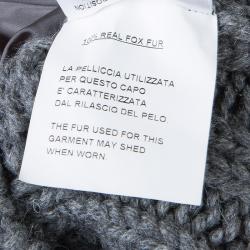 POSITION
100% REAL FOX FUR
LA PELLICCIA UTILIZZATA
PER QUESTO CAPO
E' CARATTERIZZATA
DAL RILASCIO DEL PELO.
THE FUR USED FOR THIS
GARMENT MAY SHED
WHEN WORN.